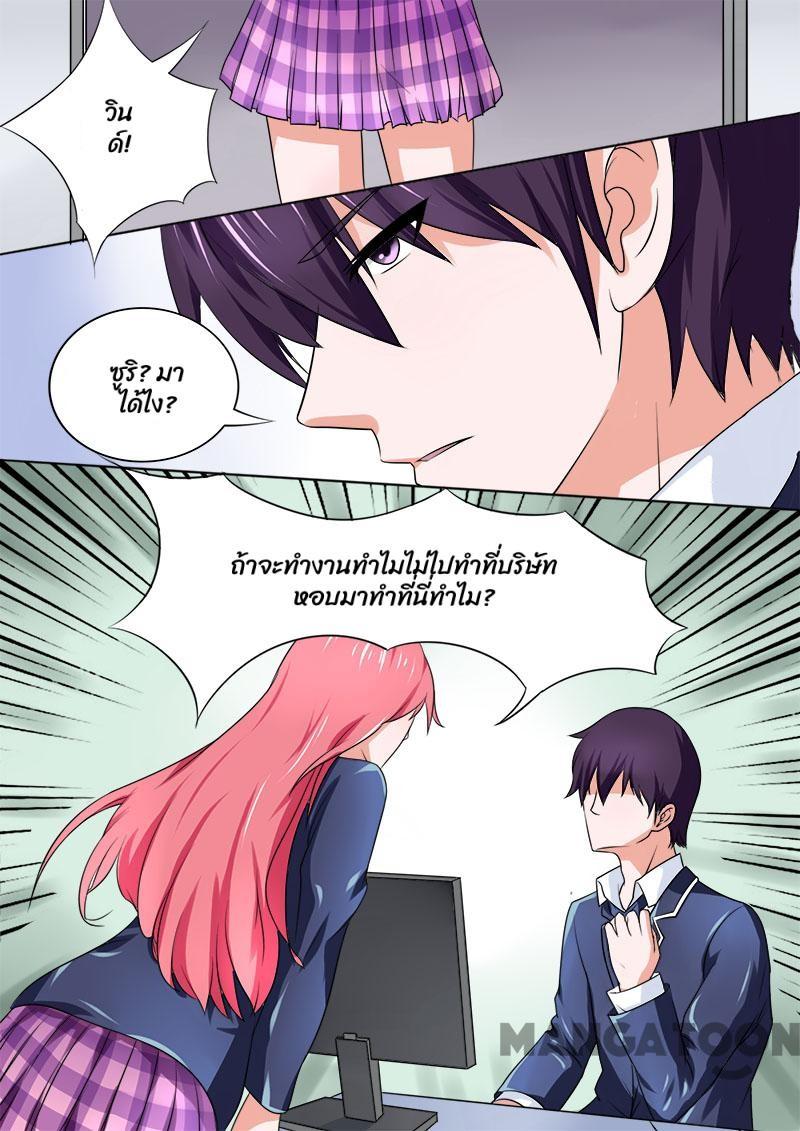 วิน
ด์!
ซูริ? มา
ได้ไง?
ถ้าจะทำงานทำไมไม่ไปทำที่บริษัท
หอบมาทำที่นี่ทำไม?
MANGATOON